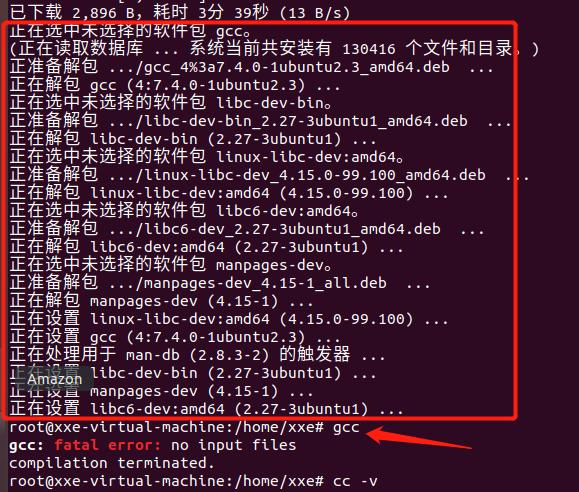 已下载 2,896 B，耗时 3分 39秒 (13 B/s)
正在选中未选择的软件包 gcc。
(正在读取数据库 ... 系统当前共安装有 130416 个文件和目录。)
正准备解包 .../gcc_4%3a7.4.0-1ubuntu2.3_amd64.deb  ...
正在解包 gcc (4:7.4.0-1ubuntu2.3) ...
正在选中未选择的软件包 libc-dev-bin。
正准备解包 .../libc-dev-bin_2.27-3ubuntu1_amd64.deb  ...
正在解包 libc-dev-bin (2.27-3ubuntu1) ...
正在选中未选择的软件包 linux-libc-dev:amd64。
正准备解包 .../linux-libc-dev_4.15.0-99.100_amd64.deb  ...
正在解包 linux-libc-dev:amd64 (4.15.0-99.100) ...
正在选中未选择的软件包 libc6-dev:amd64。
正准备解包 .../libc6-dev_2.27-3ubuntu1_amd64.deb  ...
正在解包 libc6-dev:amd64 (2.27-3ubuntu1) ...
正在选中未选择的软件包 manpages-dev。
正准备解包 .../manpages-dev_4.15-1_all.deb  ...
正在解包 manpages-dev (4.15-1) ...
正在设置 linux-libc-dev:amd64 (4.15.0-99.100) ...
正在设置 gcc (4:7.4.0-1ubuntu2.3) ...
正在处理用于 man-db (2.8.3-2) 的触发器 ...
正在设置 libc-dev-bin (2.27-3ubuntu1) ...
Amazon
正在设置 manpages-dev (4.15-1) ...
正在设置 libc6-dev:amd64 (2.27-3ubuntu1) ...
root@xxe-virtual-machine:/home/xxe# gcc
gcc: fatal error: no input files
compilation terminated.
root@xxe-virtual-machine:/home/xxe# cc -v